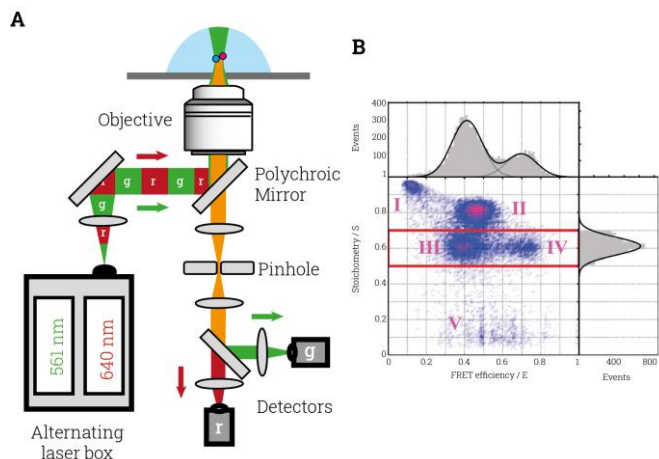 A
Objective
r g r g r
g
r
Polychroic
Mirror
Pinhole
561 nm
640 nm
g
Detectors
r
Alternating
laser box
B
Events
400
300
200
100
1
I
II
III
IV
V
Stoichometry / S
0.8
0.6
0.4
0.2
0
0
0.2
0.4
0.6
0.8
1
400
800
FRET efficiency / E
Events